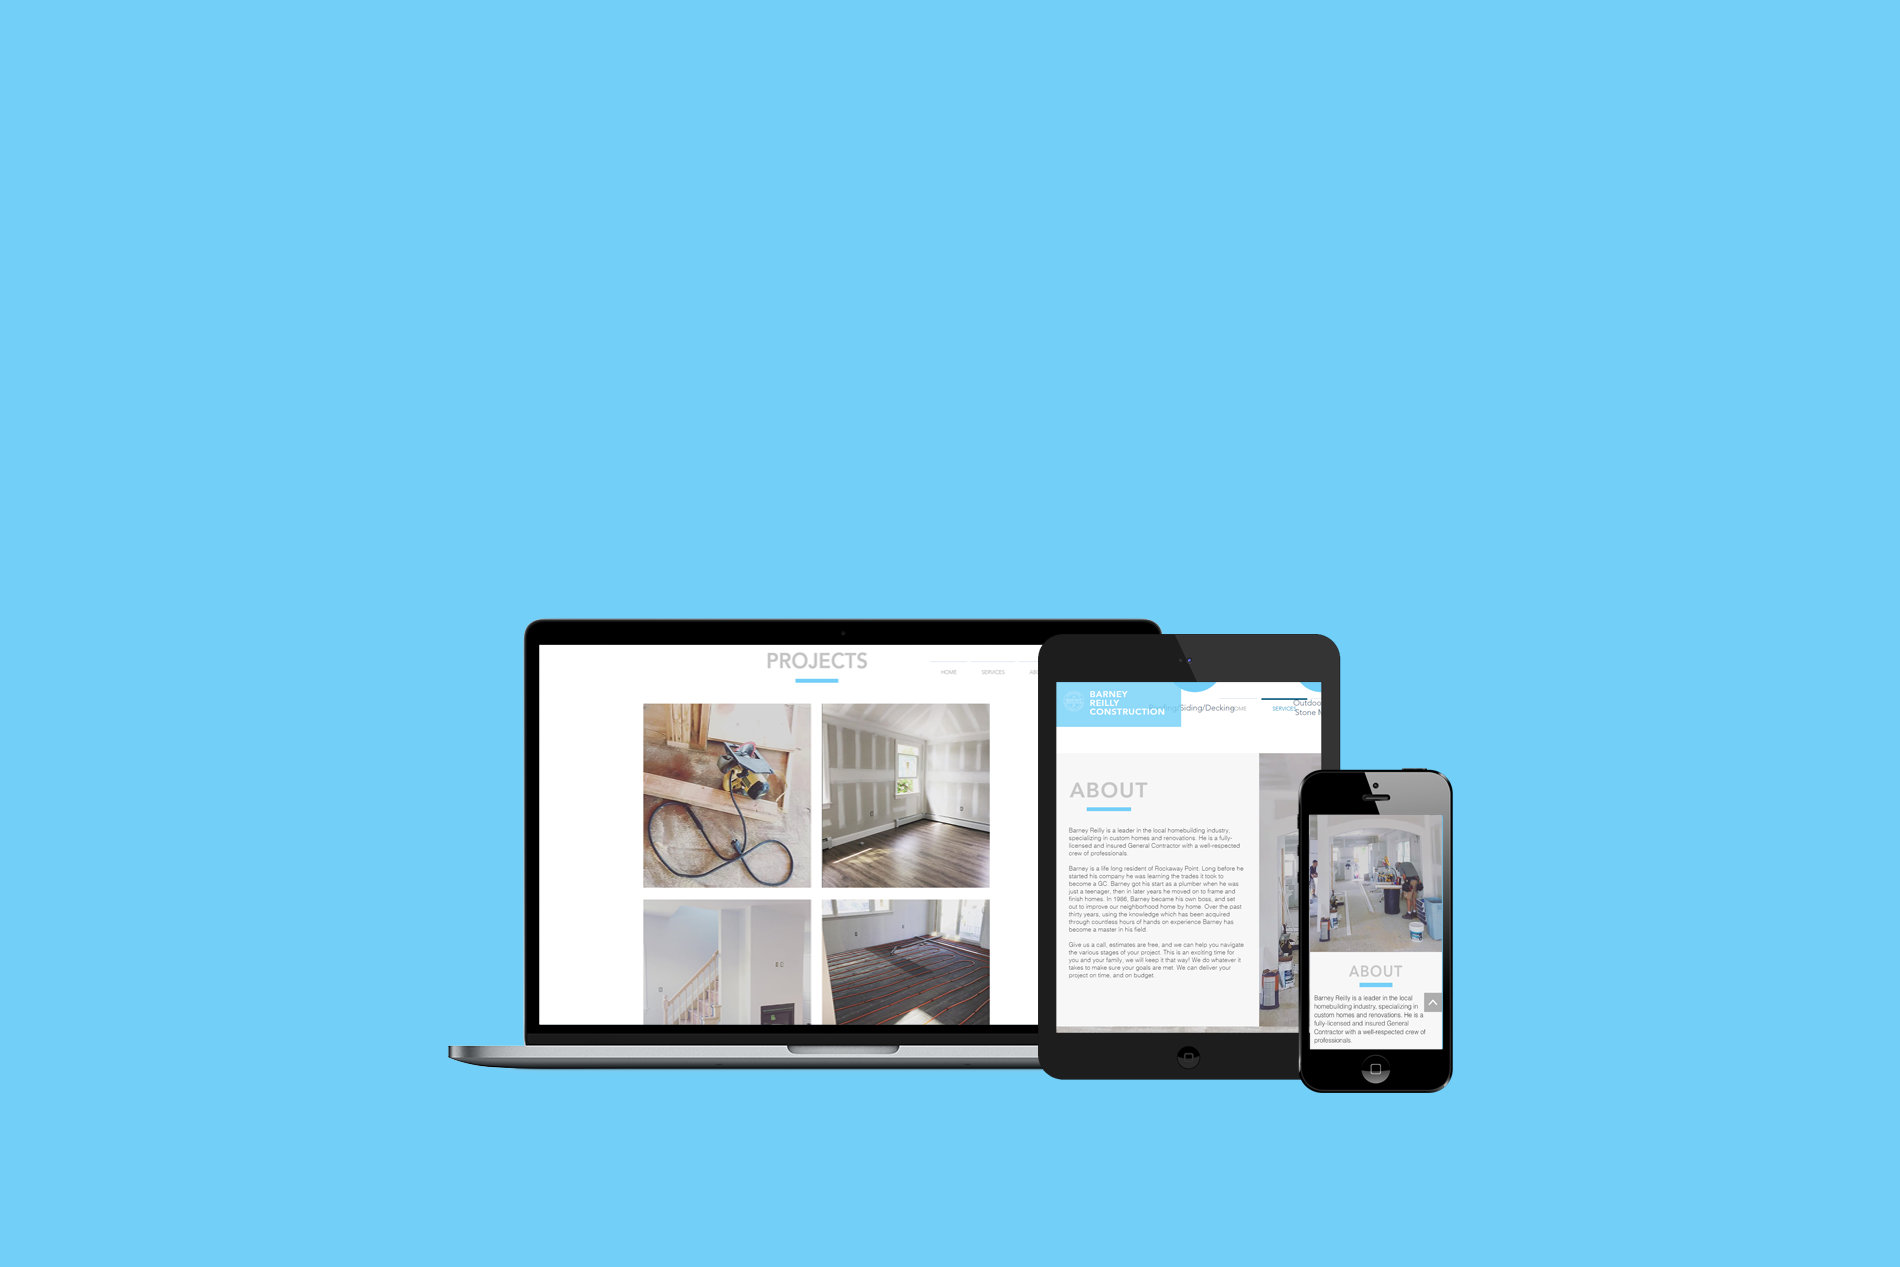 PROJECTS
HOME
SERVICES
BARNEY
REILLY
CONSTRUCTION
Siding/Decking
SERVICES
Outdoo
Stone
ABOUT
Barney Reilly is a leader in the local homebuilding industry,
specializing in custom homes and renovations. He is a fully-
licensed and insured General Contractor with a well-respected
crew of professionals.
Barney is a life long resident of Rockaway Point. Long before he
started his company he was learning the trades it took to
become a GC. Barney got his start as a plumber when he was
just a teenager, then in later years he moved on to frame and
finish homes. In 1986, Barney became his own boss, and set
out to improve our neighborhood home by home. Over the past
thirty years, using the knowledge which has been acquired
through countless hours of hands on experience Barney has
become a master in his field.
Give us a call, estimates are free, and we can help you navigate
the various stages of your project. This is an exciting time for
you and your family, we will keep it that way! We do whatever it
takes to make sure your goals are met. We can deliver your
project on time, and on budget.
ABOUT
Barney Reilly is a leader in the local
homebuilding industry, specializing in
custom homes and renovations. He is a
fully-licensed and insured General
Contractor with a well-respected crew of
professionals.